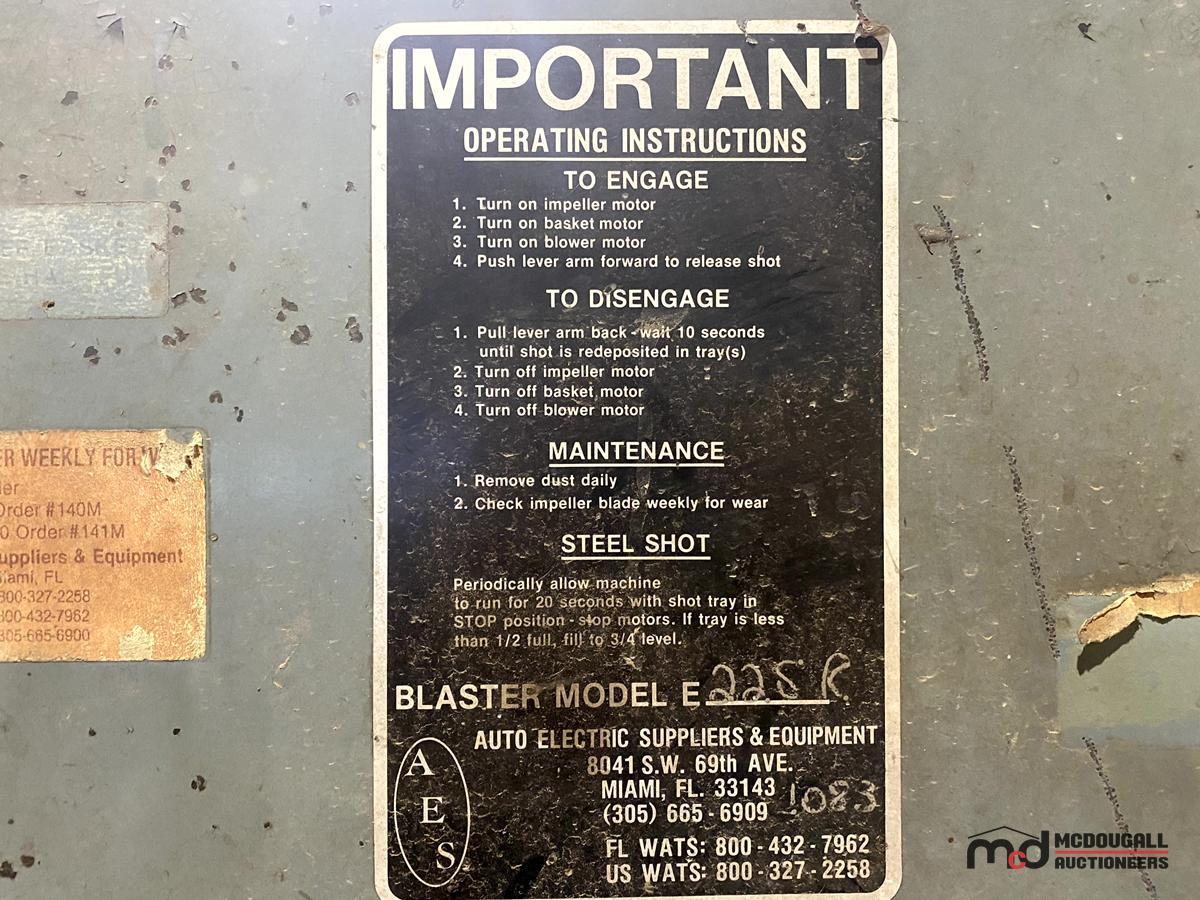 IMPORTANT
OPERATING INSTRUCTIONS
TO ENGAGE
1. Turn on impeller motor
2. Turn on basket motor
3. Turn on blower motor
4. Push lever arm forward to release shot
TO DISENGAGE
1. Pull lever arm back - wait 10 seconds
until shot is redeposited in tray(s)
2. Turn off impeller motor
3. Turn off basket motor
4. Turn off blower motor
MAINTENANCE
1. Remove dust daily
2. Check impeller blade weekly for wear
STEEL SHOT
Periodically allow machine
to run for 20 seconds with shot tray in
STOP position - stop motors. If tray is less
than 1/2 full, fill to 3/4 level.
BLASTER MODEL E 225 R
AUTO ELECTRIC SUPPLIERS & EQUIPMENT
8041 S.W. 69th AVE.
MIAMI, FL. 33143
(305) 665-6909
1083
FL WATS: 800-432-7962
US WATS: 800-327-2258
A
E
S
ER WEEKLY FOR W
ler
Order #140M
0 Order #141M
uppliers & Equipment
iami, FL
800-327-2258
800-432-7962
305-665-6900
mcd MCDOUGALL
AUCTIONEERS